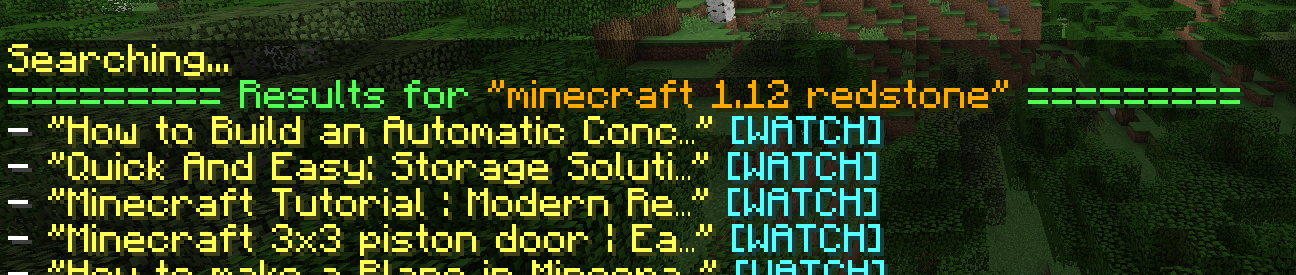 Searching...
========= Results for "minecraft 1.12 redstone" =========
- "How to Build an Automatic Conc..." [WATCH]
- "Quick And Easy: Storage Soluti..." [WATCH]
- "Minecraft Tutorial : Modern Re..." [WATCH]
- "Minecraft 3x3 piston door | Ea..." [WATCH]
- "How to make a Plane in Minecra..." [WATCH]